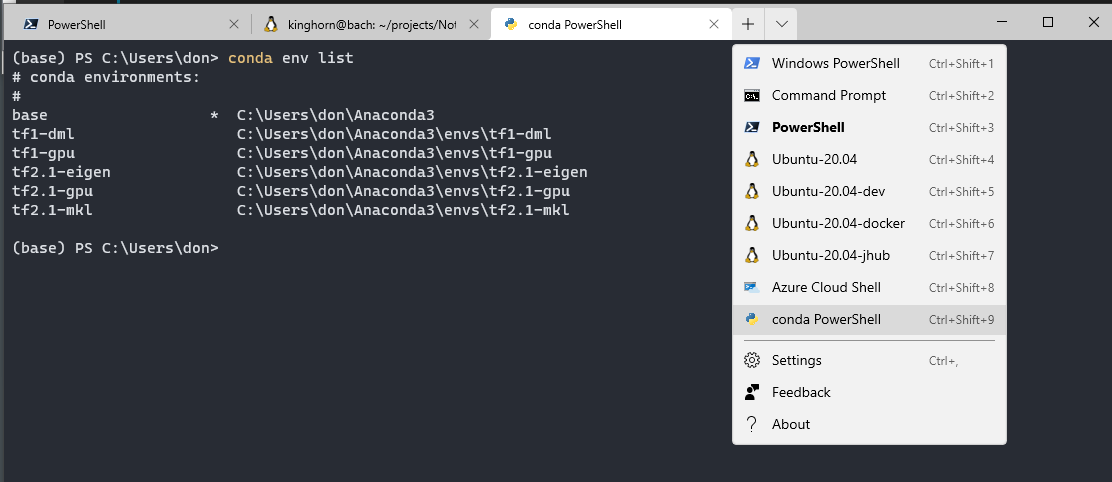 PowerShell
kinghorn@bach: ~/projects/Not
conda PowerShell
(base) PS C:\Users\don> conda env list
# conda environments:
#
base                  *  C:\Users\don\Anaconda3
tf1-dml                  C:\Users\don\Anaconda3\envs\tf1-dml
tf1-gpu                  C:\Users\don\Anaconda3\envs\tf1-gpu
tf2.1-eigen              C:\Users\don\Anaconda3\envs\tf2.1-eigen
tf2.1-gpu                C:\Users\don\Anaconda3\envs\tf2.1-gpu
tf2.1-mkl                C:\Users\don\Anaconda3\envs\tf2.1-mkl
(base) PS C:\Users\don>
Windows PowerShell Ctrl+Shift+1
Command Prompt Ctrl+Shift+2
PowerShell Ctrl+Shift+3
Ubuntu-20.04 Ctrl+Shift+4
Ubuntu-20.04-dev Ctrl+Shift+5
Ubuntu-20.04-docker Ctrl+Shift+6
Ubuntu-20.04-jhub Ctrl+Shift+7
Azure Cloud Shell Ctrl+Shift+8
conda PowerShell Ctrl+Shift+9
Settings Ctrl+,
Feedback
About